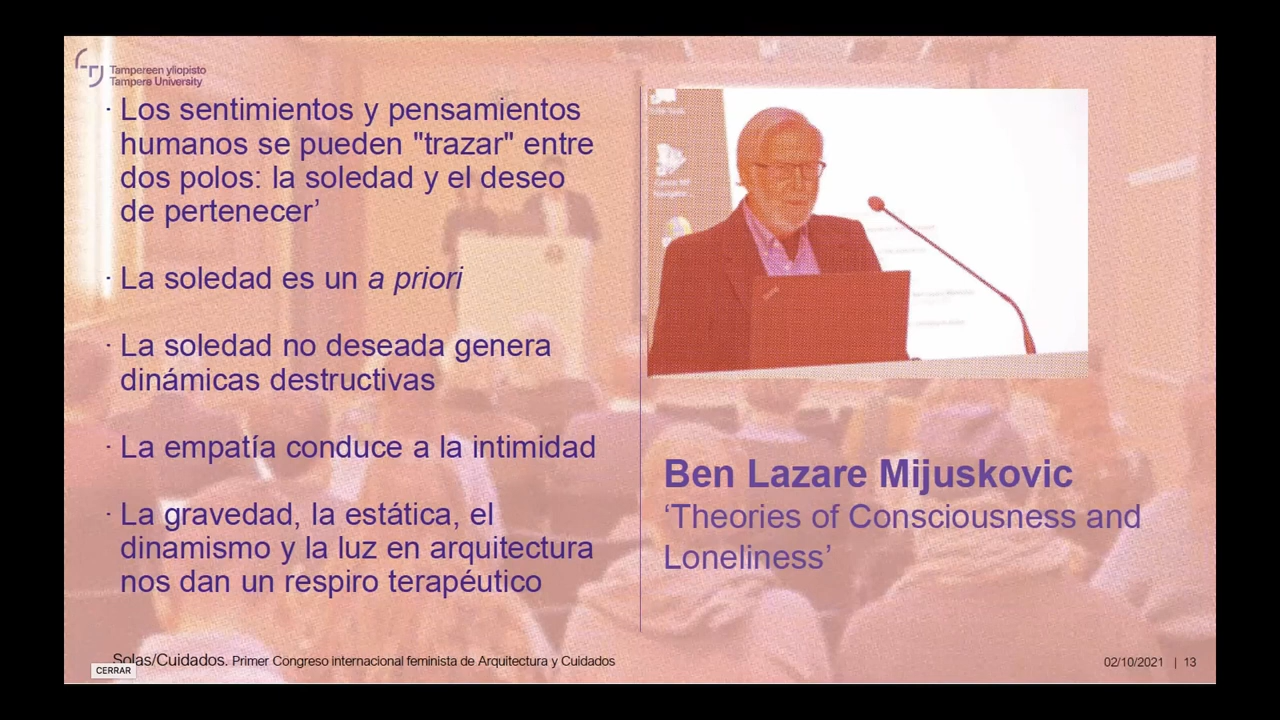 Tampereen yliopisto
Tampere University
· Los sentimientos y pensamientos
humanos se pueden "trazar" entre
dos polos: la soledad y el deseo
de pertenecer’
· La soledad es un a priori
· La soledad no deseada genera
dinámicas destructivas
· La empatía conduce a la intimidad
· La gravedad, la estática, el
dinamismo y la luz en arquitectura
nos dan un respiro terapéutico
Ben Lazare Mijuskovic
‘Theories of Consciousness and
Loneliness’
Solas/Cuidados. Primer Congreso internacional feminista de Arquitectura y Cuidados
02/10/2021 | 13
CERRAR